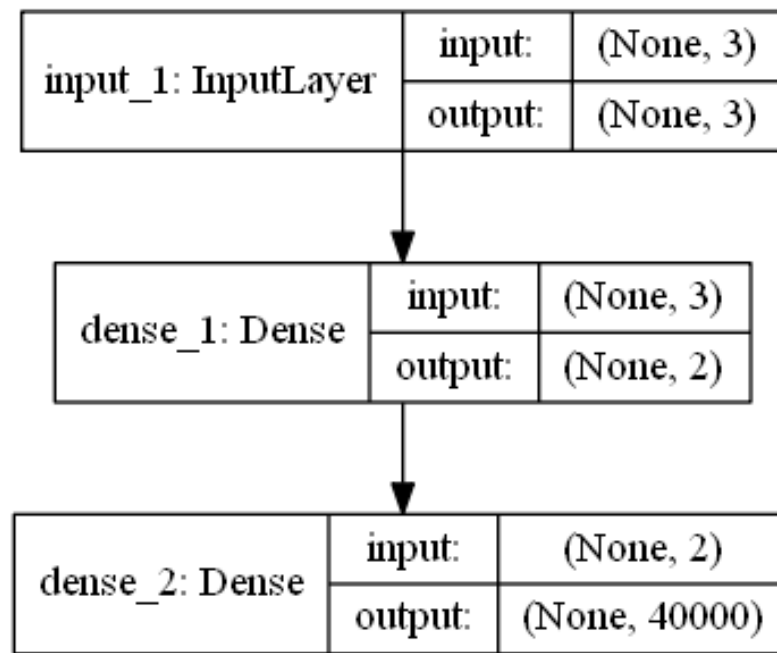 input_1: InputLayer
input: (None, 3)
output: (None, 3)
dense_1: Dense
input: (None, 3)
output: (None, 2)
dense_2: Dense
input: (None, 2)
output: (None, 40000)